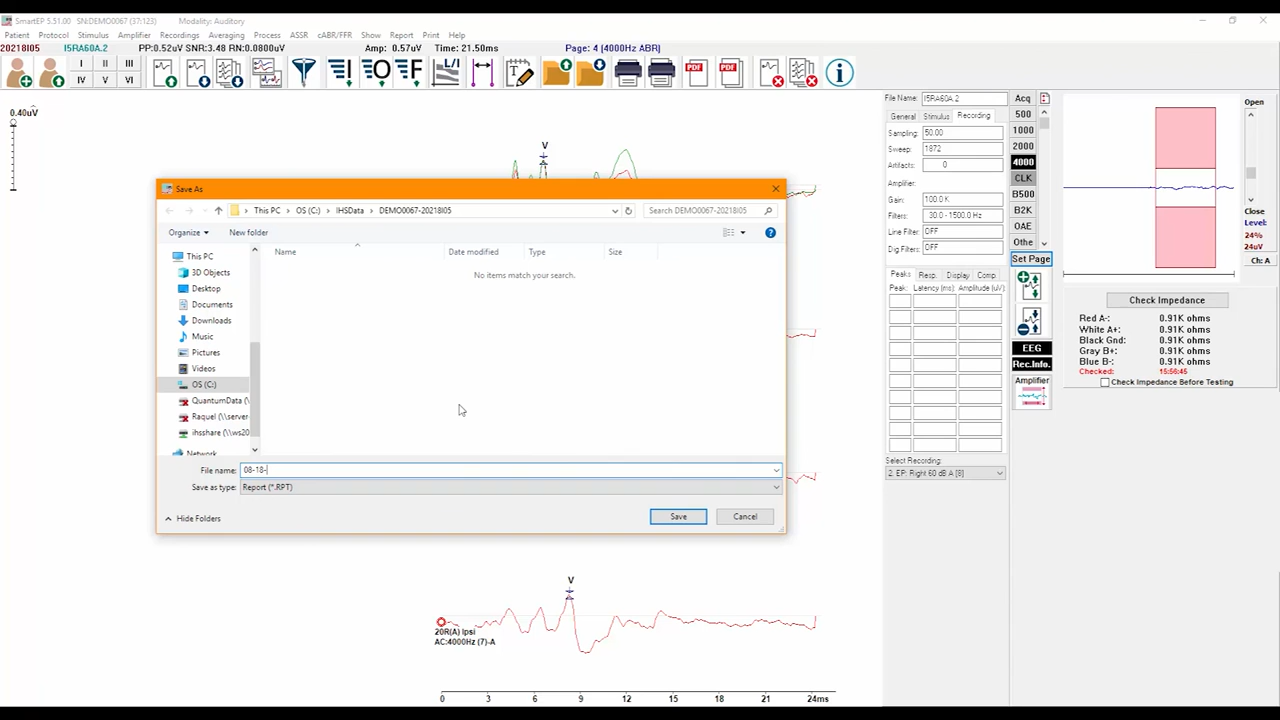 SmartEP 5.51.00 SN:DEMO0067 (37:123) Modality: Auditory
Patient Protocol Stimulus Amplifier Recordings Averaging Process ASSR cABR/FFR Show Report Print Help
20218I05 I5RA60A.2 PP:0.52uV SNR:3.48 RN:0.0800uV Amp: 0.57uV Time: 21.50ms Page: 4 (4000Hz ABR)
I II III
IV V VI
L/I
O F
PDF PDF
0.40uV
V
Save As
This PC OS (C:) IHSData DEMO0067-20218I05 Search DEMO0067-20218I05
Organize New folder
Name Date modified Type Size
No items match your search.
This PC
3D Objects
Desktop
Documents
Downloads
Music
Pictures
Videos
OS (C:)
QuantumData (\
Raquel (\\server
ihsshare (\\ws20
Network
File name: 08-18-
Save as type: Report (*.RPT)
Hide Folders Save Cancel
V
20R(A) Ipsi
AC:4000Hz (7)-A
0 3 6 9 12 15 18 21 24ms
File Name: I5RA60A.2
General Stimulus Recording
Sampling: 50.00
Sweep: 1872
Artifacts: 0
Amplifier:
Gain: 100.0 K
Filters: 30.0 - 1500.0 Hz
Line Filters: OFF
Dig Filters: OFF
Peaks Resp. Display Comp.
Peak: Latency (ms): Amplitude (uV):
Select Recording:
2. EP: Right 60 dB A [8]
Acq
500
1000
2000
4000
CLK
B500
B2K
OAE
Othe
Set Page
EEG
Rec.Info.
Amplifier
Open
Close
Level:
24%
24uV
Ch: A
Check Impedance
Red A-: 0.91K ohms
White A+: 0.91K ohms
Black Gnd: 0.91K ohms
Gray B+: 0.91K ohms
Blue B-: 0.91K ohms
Checked: 15:56:45
Check Impedance Before Testing